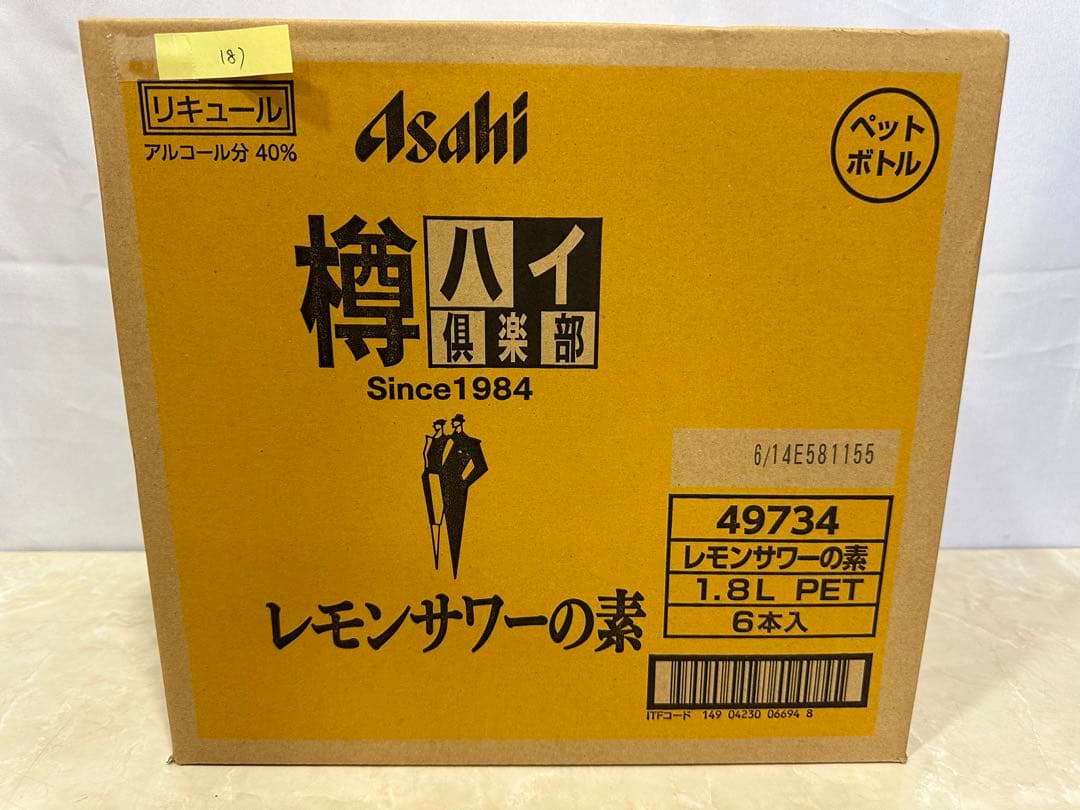 18)
リキュール
アルコール分 40%
Asahi
ペット
ボトル
樽ハイ
倶楽部
Since1984
6/14E581155
49734
レモンサワーの素
1.8L PET
6本入
レモンサワーの素
ITFコード 149 04230 06694 8